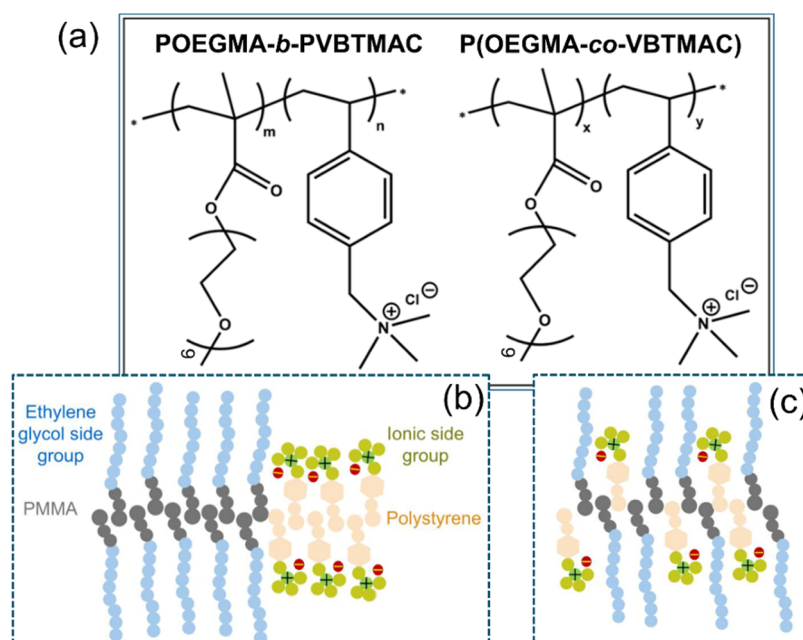 (a)
POEGMA-b-PVBTMAC
P(OEGMA-co-VBTMAC)
*
m
n
*
O
O
9
O
N
+
Cl
−
*
x
y
*
O
O
9
O
N
+
Cl
−
(b)
Ethylene
glycol side
group
PMMA
Ionic side
group
Polystyrene
(c)